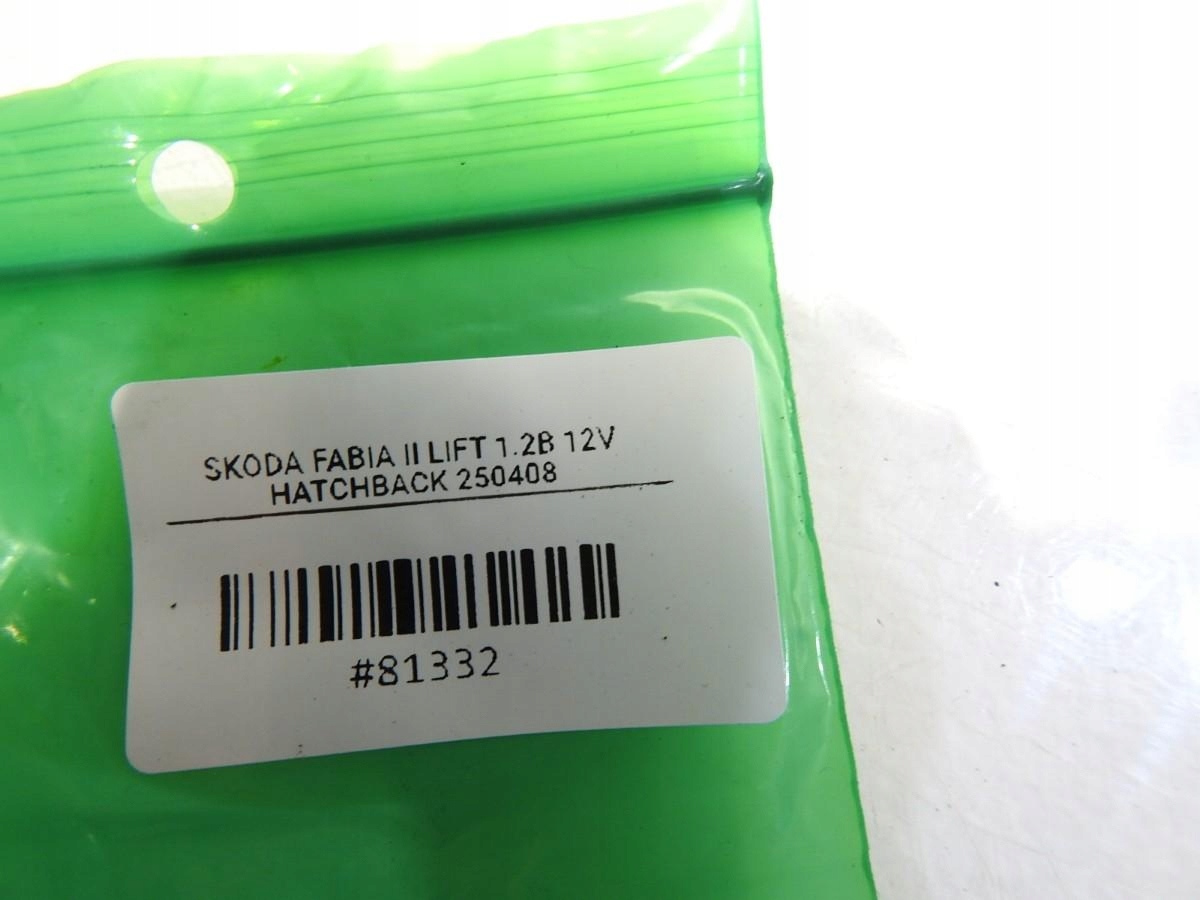 SKODA FABIA II LIFT 1.2B 12V
HATCHBACK 250408
#81332